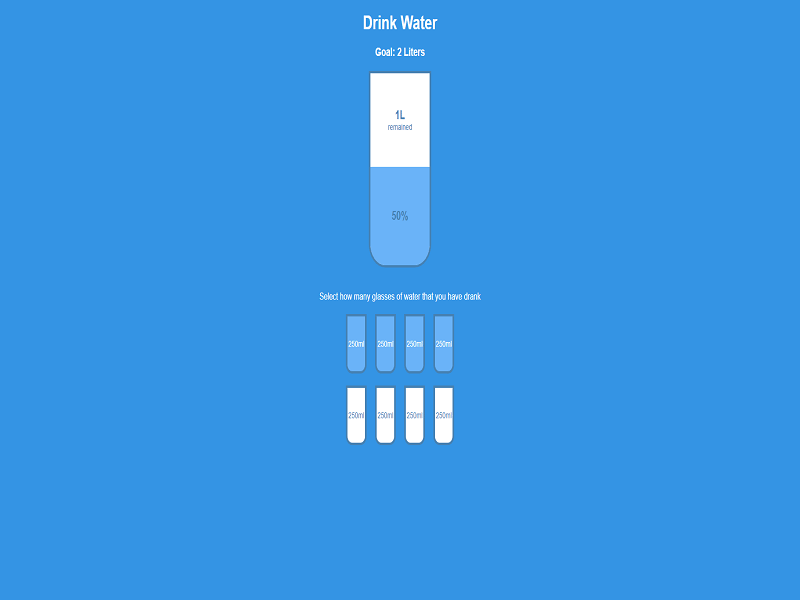 Drink Water
Goal: 2 Liters
1L
remained
50%
Select how many glasses of water that you have drank
250ml 250ml 250ml 250ml
250ml 250ml 250ml 250ml